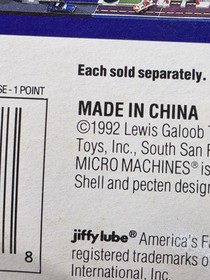 Each sold separately.
SE - 1 POINT
MADE IN CHINA
©1992 Lewis Galoob
Toys, Inc., South San
MICRO MACHINES® is
Shell and pecten design
8
jiffy lube® America's
registered trademarks o
International, Inc.